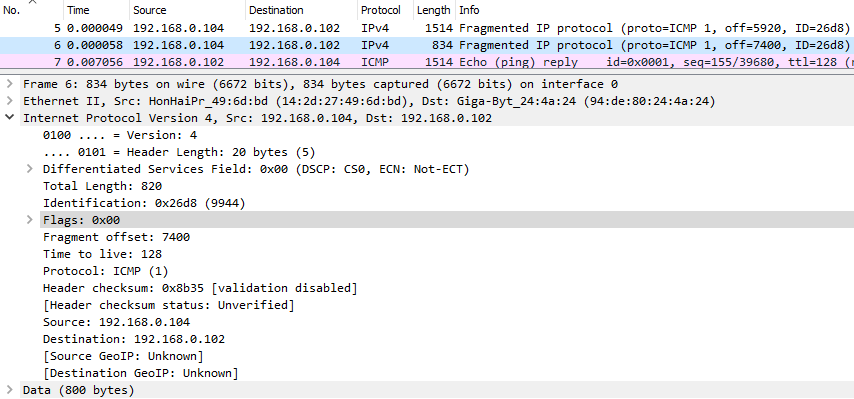 No. Time Source Destination Protocol Length Info
5 0.000049 192.168.0.104 192.168.0.102 IPv4 1514 Fragmented IP protocol (proto=ICMP 1, off=5920, ID=26d8)
6 0.000058 192.168.0.104 192.168.0.102 IPv4 834 Fragmented IP protocol (proto=ICMP 1, off=7400, ID=26d8)
7 0.007056 192.168.0.102 192.168.0.104 ICMP 1514 Echo (ping) reply id=0x0001, seq=155/39680, ttl=128 (r
Frame 6: 834 bytes on wire (6672 bits), 834 bytes captured (6672 bits) on interface 0
Ethernet II, Src: HonHaiPr_49:6d:bd (14:2d:27:49:6d:bd), Dst: Giga-Byt_24:4a:24 (94:de:80:24:4a:24)
Internet Protocol Version 4, Src: 192.168.0.104, Dst: 192.168.0.102
0100 .... = Version: 4
.... 0101 = Header Length: 20 bytes (5)
Differentiated Services Field: 0x00 (DSCP: CS0, ECN: Not-ECT)
Total Length: 820
Identification: 0x26d8 (9944)
Flags: 0x00
Fragment offset: 7400
Time to live: 128
Protocol: ICMP (1)
Header checksum: 0x8b35 [validation disabled]
[Header checksum status: Unverified]
Source: 192.168.0.104
Destination: 192.168.0.102
[Source GeoIP: Unknown]
[Destination GeoIP: Unknown]
Data (800 bytes)